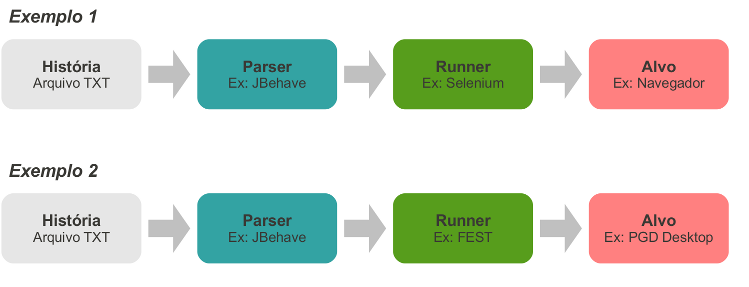 Exemplo 1
História
Arquivo TXT
Parser
Ex: JBehave
Runner
Ex: Selenium
Alvo
Ex: Navegador
Exemplo 2
História
Arquivo TXT
Parser
Ex: JBehave
Runner
Ex: FEST
Alvo
Ex: PGD Desktop